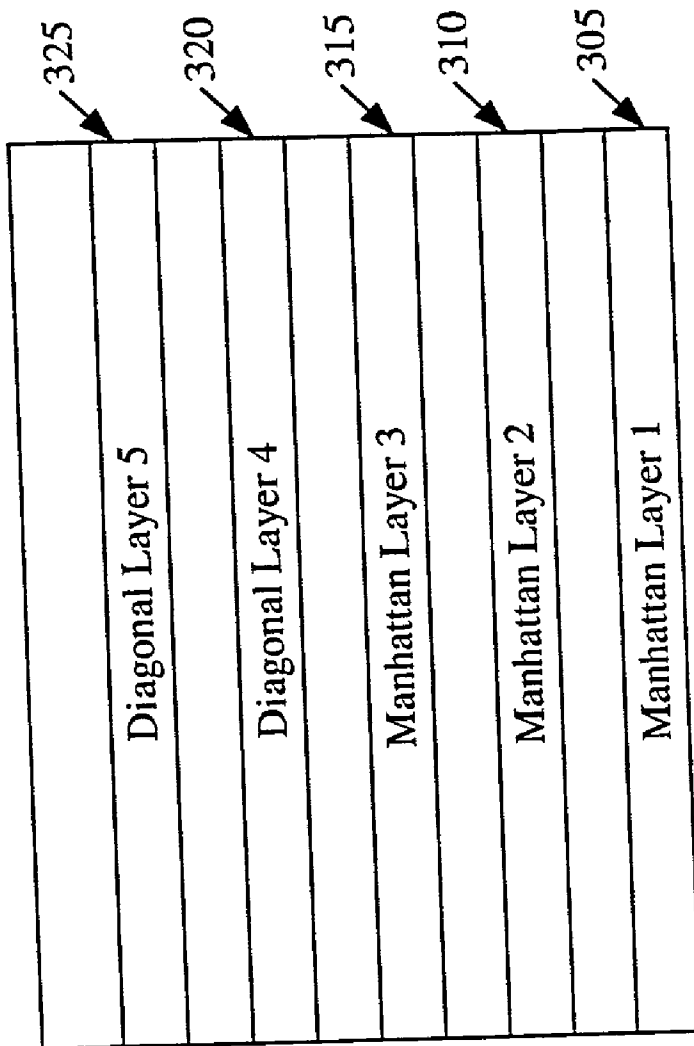 325
Diagonal Layer 5
320
Diagonal Layer 4
315
Manhattan Layer 3
310
Manhattan Layer 2
305
Manhattan Layer 1